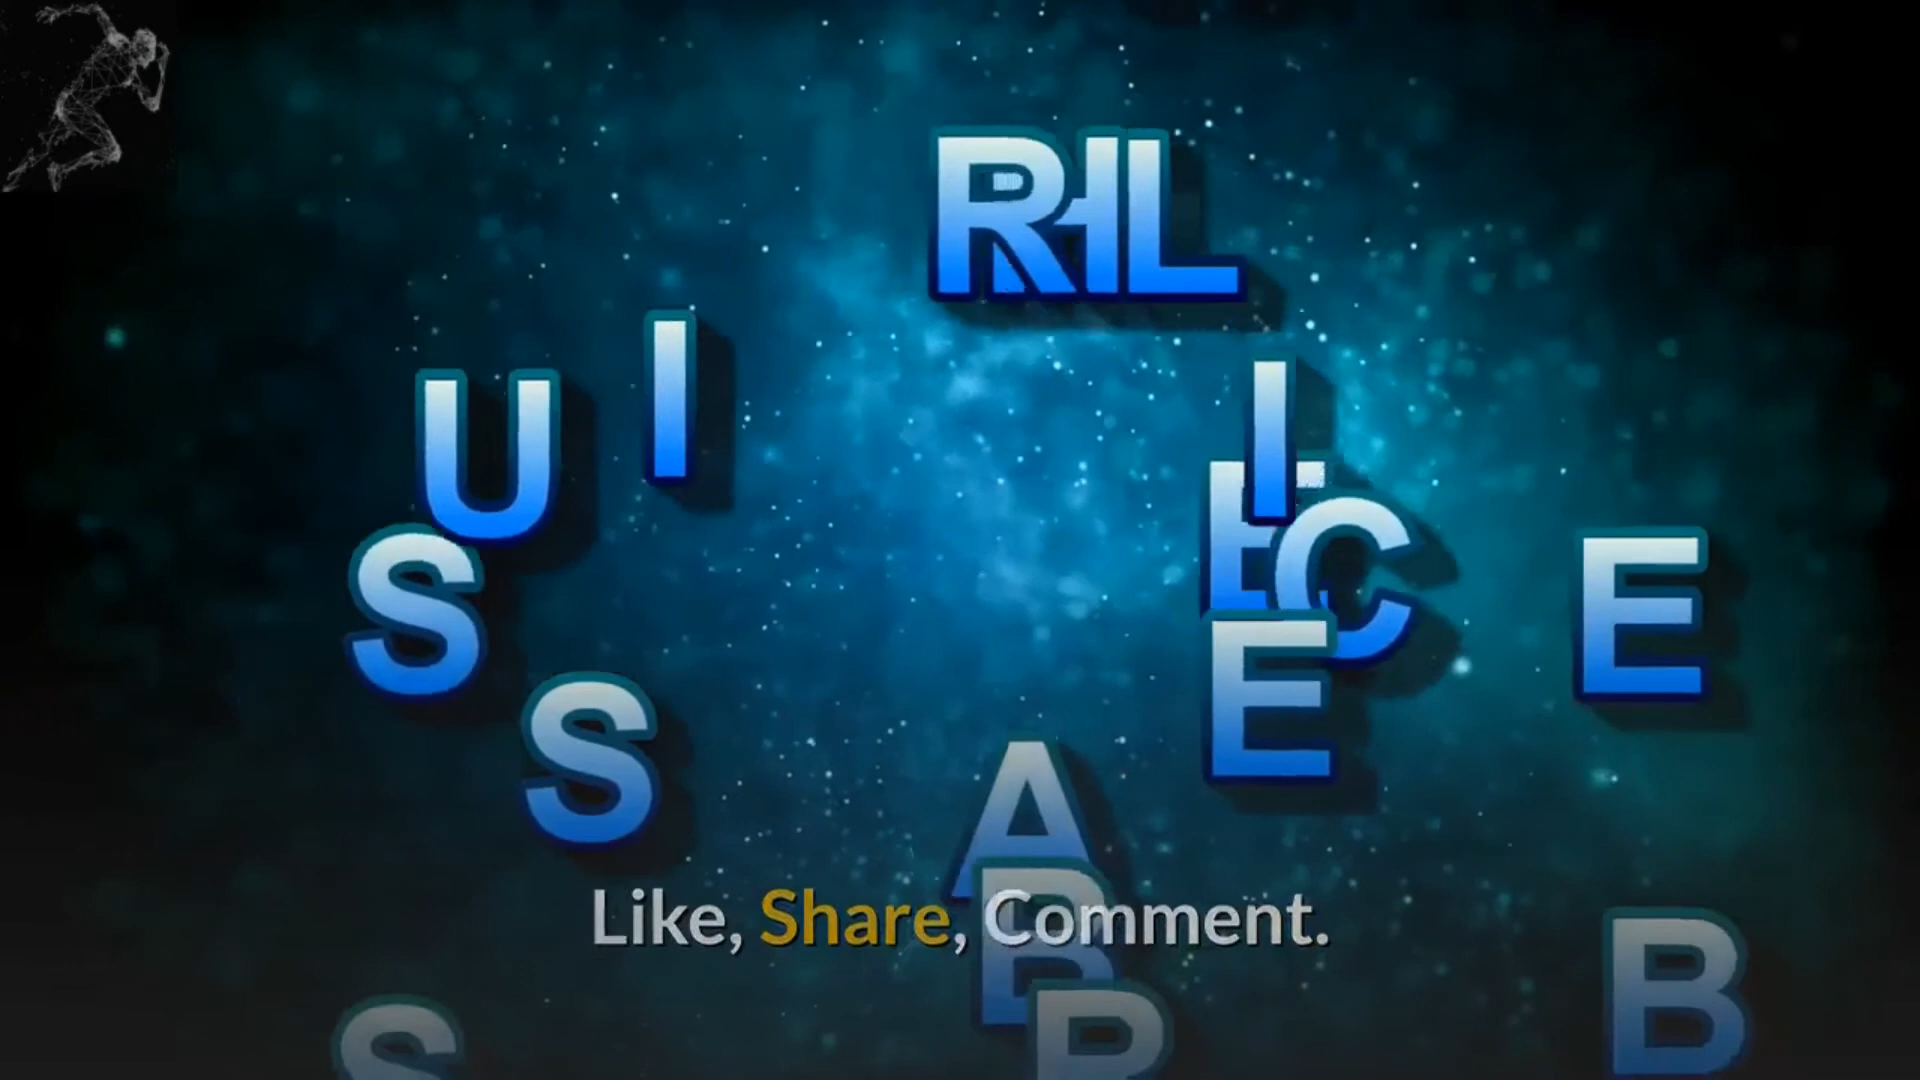 R H L
I
U
I
E C
S
E
E
S
A
Like, Share, Comment.
B
B
S
R